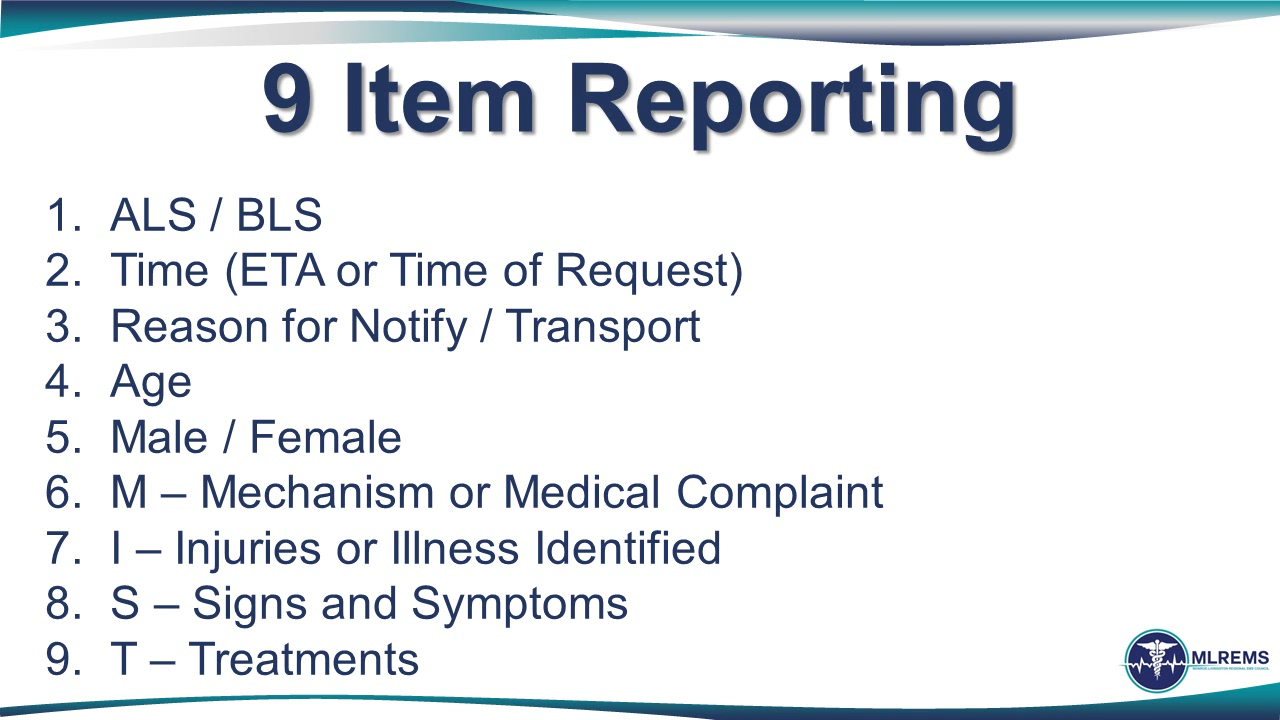 9 Item Reporting
1. ALS / BLS
2. Time (ETA or Time of Request)
3. Reason for Notify / Transport
4. Age
5. Male / Female
6. M – Mechanism or Medical Complaint
7. I – Injuries or Illness Identified
8. S – Signs and Symptoms
9. T – Treatments
MLREMS